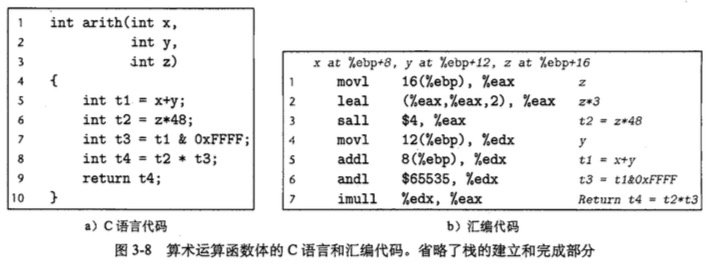 1 int arith(int x,
2 int y,
3 int z)
4 {
5 int t1 = x+y;
6 int t2 = z*48;
7 int t3 = t1 & 0xFFFF;
8 int t4 = t2 * t3;
9 return t4;
10 }
a) C 语言代码
x at %ebp+8, y at %ebp+12, z at %ebp+16
1 movl 16(%ebp), %eax z
2 leal (%eax,%eax,2), %eax z*3
3 sall $4, %eax t2 = z*48
4 movl 12(%ebp), %edx y
5 addl 8(%ebp), %edx t1 = x+y
6 andl $65535, %edx t3 = t1&0xFFFF
7 imull %edx, %eax Return t4 = t2*t3
b) 汇编代码
图 3-8 算术运算函数体的 C 语言和汇编代码。省略了栈的建立和完成部分